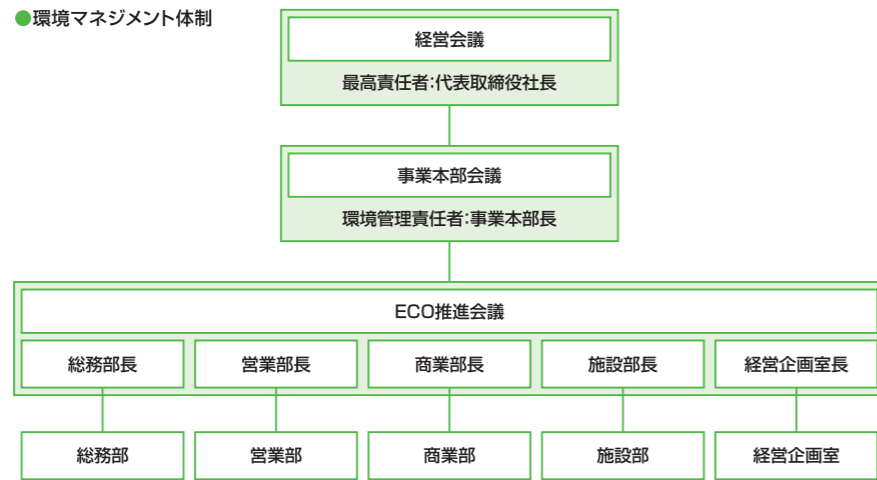 ●環境マネジメント体制
経営会議
最高責任者:代表取締役社長
事業本部会議
環境管理責任者:事業本部長
ECO推進会議
総務部長 営業部長 商業部長 施設部長 経営企画室長
総務部 営業部 商業部 施設部 経営企画室